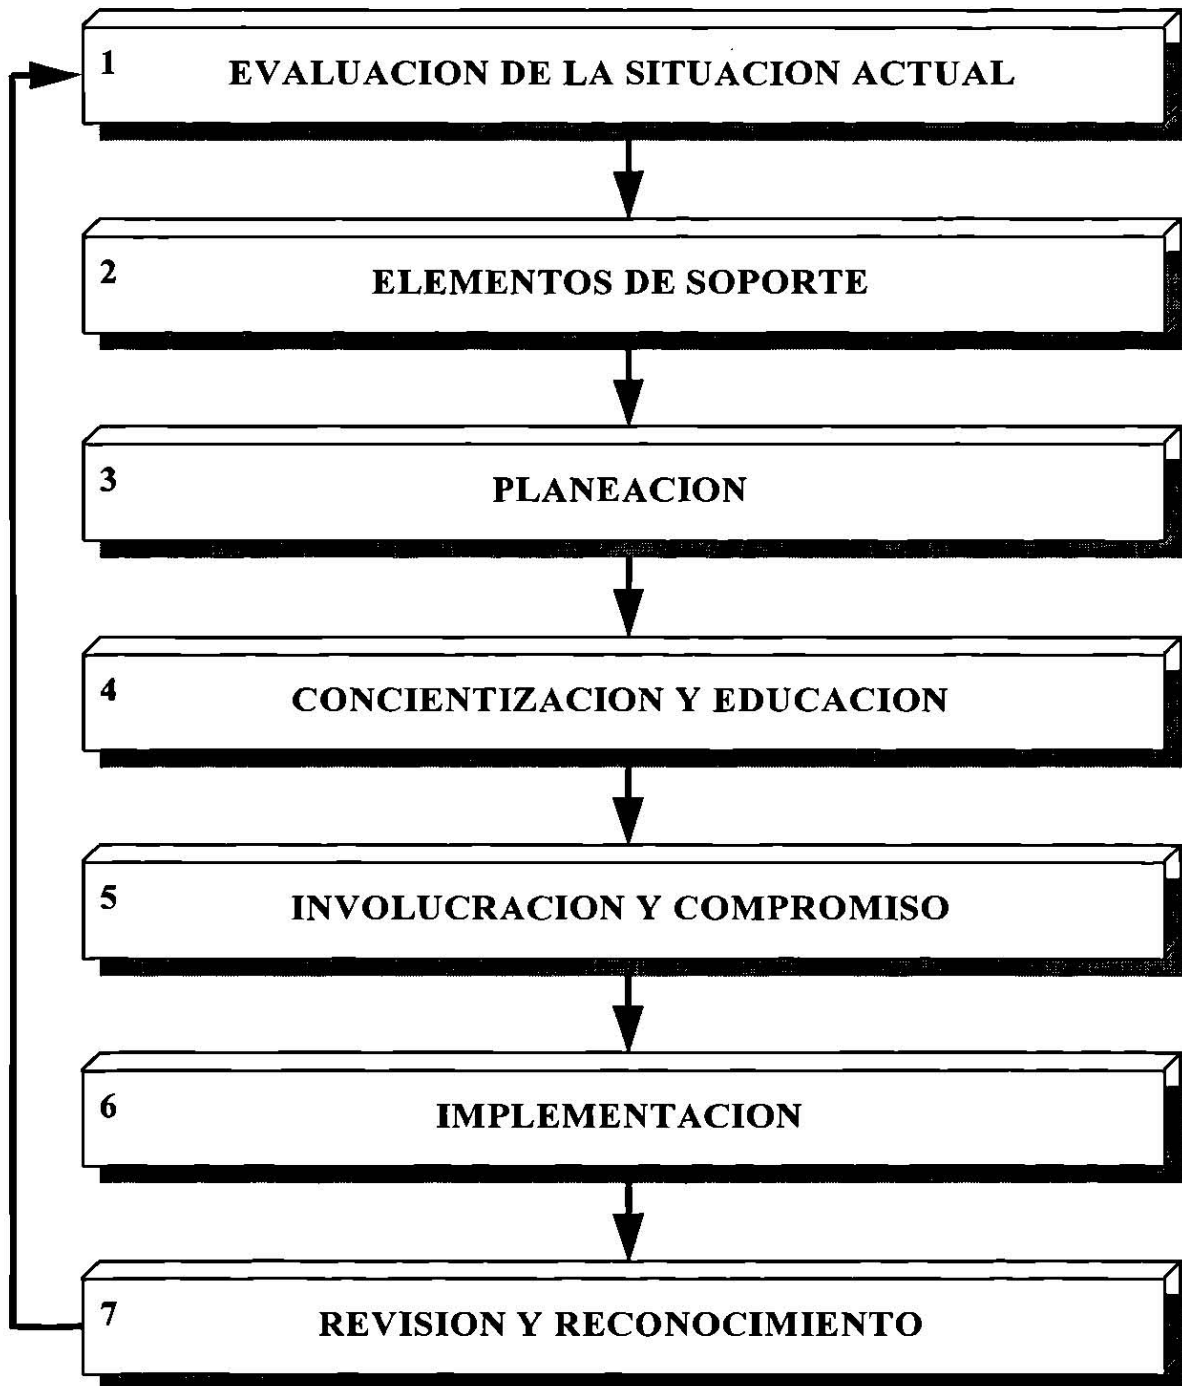 1 EVALUACION DE LA SITUACION ACTUAL
2 ELEMENTOS DE SOPORTE
3 PLANEACION
4 CONCIENTIZACION Y EDUCACION
5 INVOLUCRACION Y COMPROMISO
6 IMPLEMENTACION
7 REVISION Y RECONOCIMIENTO